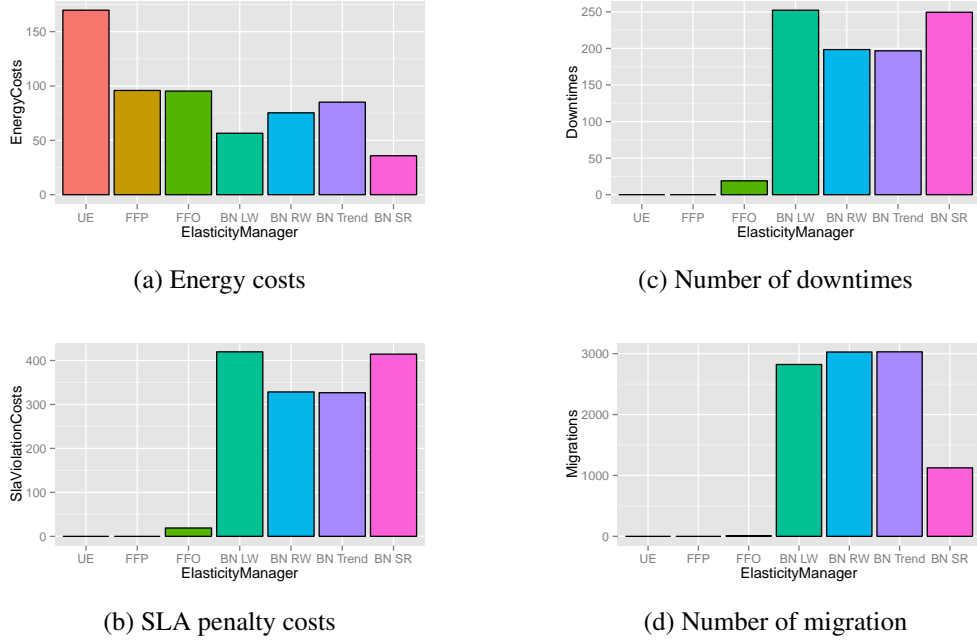 EnergyCosts
150
100
50
0
UE FFP FFO BN LW BN RW BN Trend BN SR
ElasticityManager
(a) Energy costs
Downtimes
250
200
150
100
50
0
UE FFP FFO BN LW BN RW BN Trend BN SR
ElasticityManager
(c) Number of downtimes
SlaViolationCosts
400
300
200
100
0
UE FFP FFO BN LW BN RW BN Trend BN SR
ElasticityManager
(b) SLA penalty costs
Migrations
3000
2000
1000
0
UE FFP FFO BN LW BN RW BN Trend BN SR
ElasticityManager
(d) Number of migration